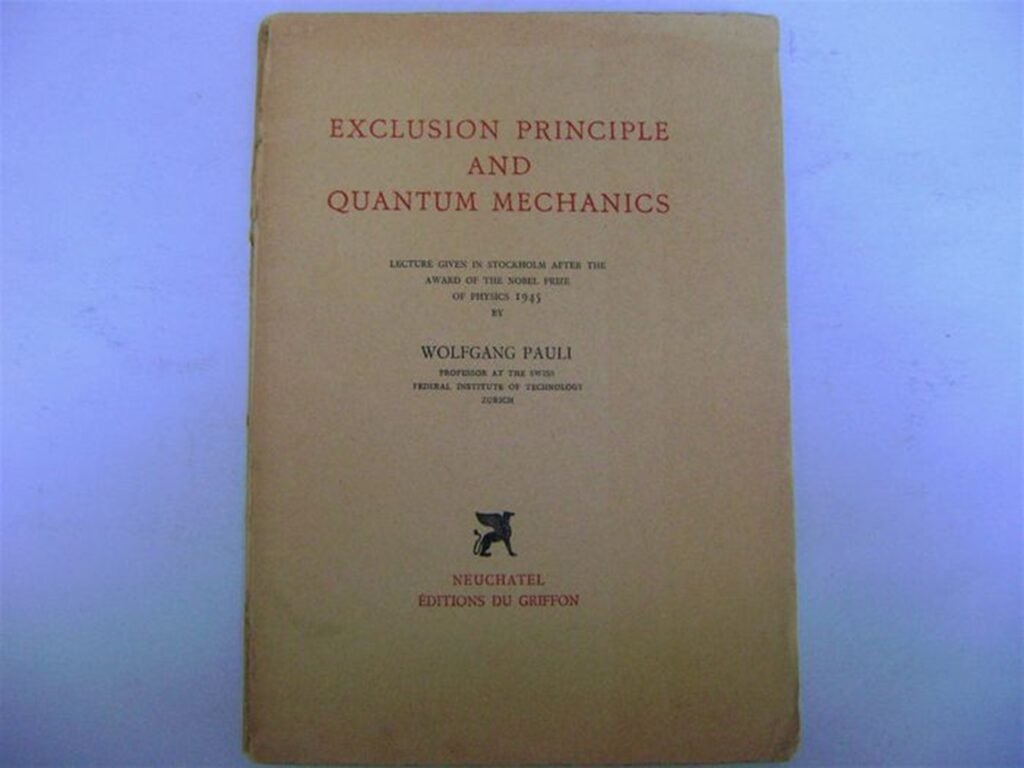 EXCLUSION PRINCIPLE
AND
QUANTUM MECHANICS
LECTURE GIVEN IN STOCKHOLM AFTER THE
AWARD OF THE NOBEL PRIZE
OF PHYSICS 1945
BY
WOLFGANG PAULI
PROFESSOR AT THE SWISS
FEDERAL INSTITUTE OF TECHNOLOGY
ZURICH
NEUCHATEL
ÉDITIONS DU GRIFFON